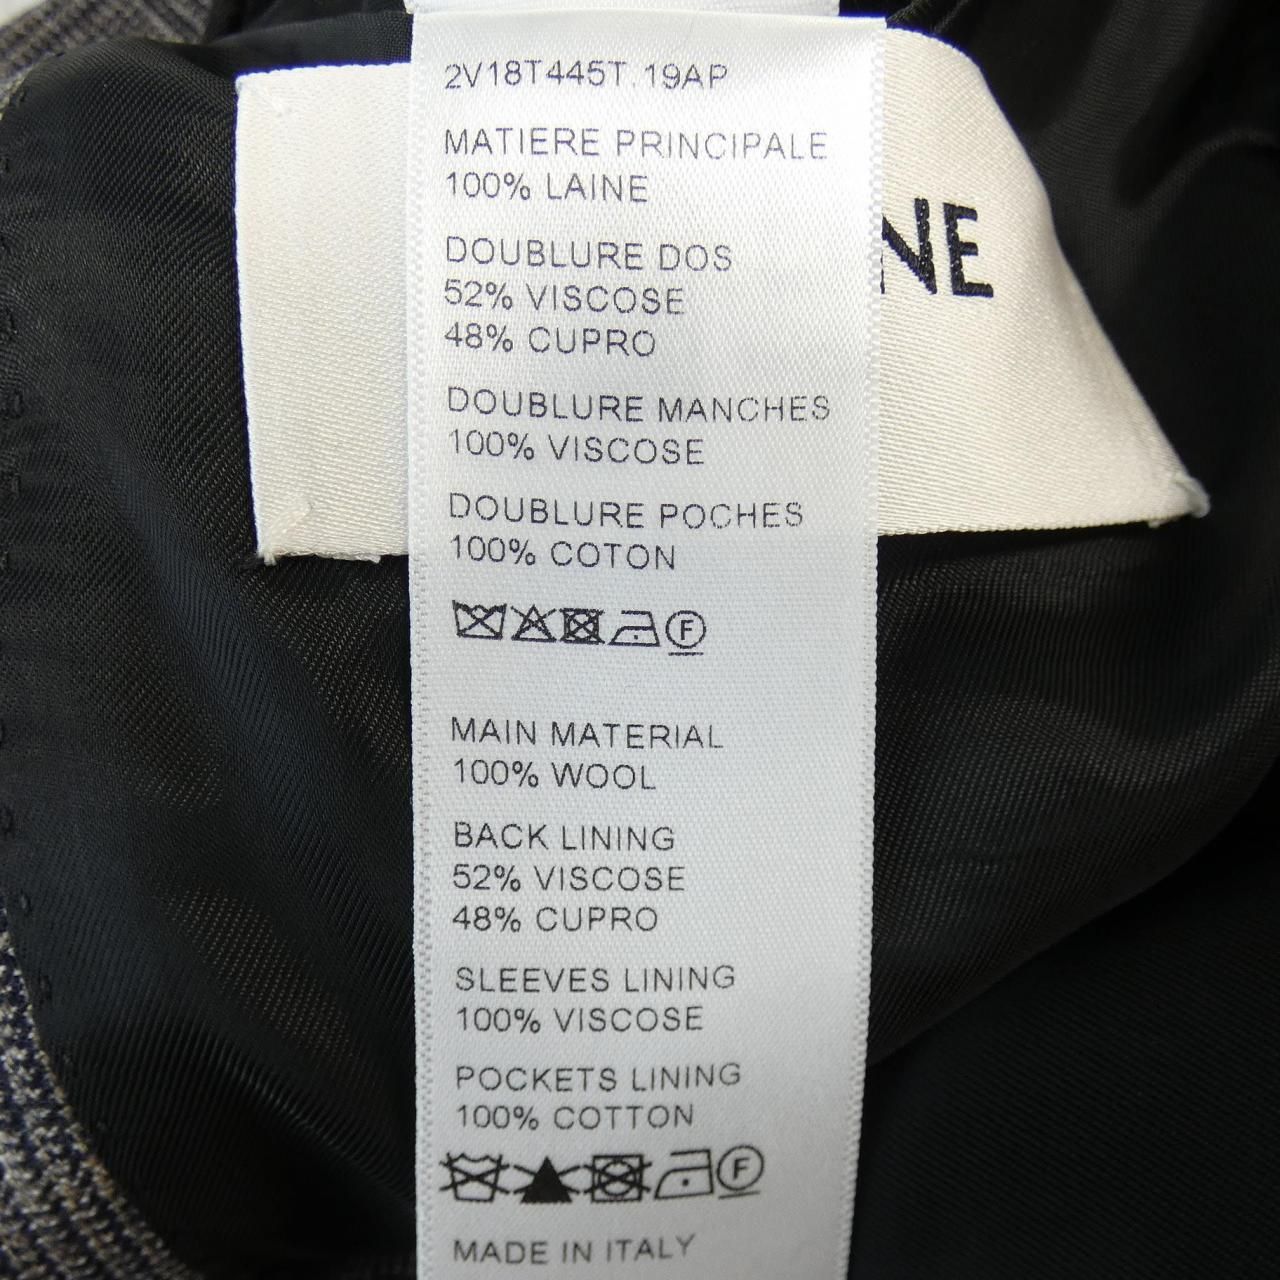 2V18T445T.19AP
MATIERE PRINCIPALE
100% LAINE
DOUBLURE DOS
52% VISCOSE
48% CUPRO
DOUBLURE MANCHES
100% VISCOSE
DOUBLURE POCHES
100% COTON
F
MAIN MATERIAL
100% WOOL
BACK LINING
52% VISCOSE
48% CUPRO
SLEEVES LINING
100% VISCOSE
POCKETS LINING
100% COTTON
F
MADE IN ITALY
NE